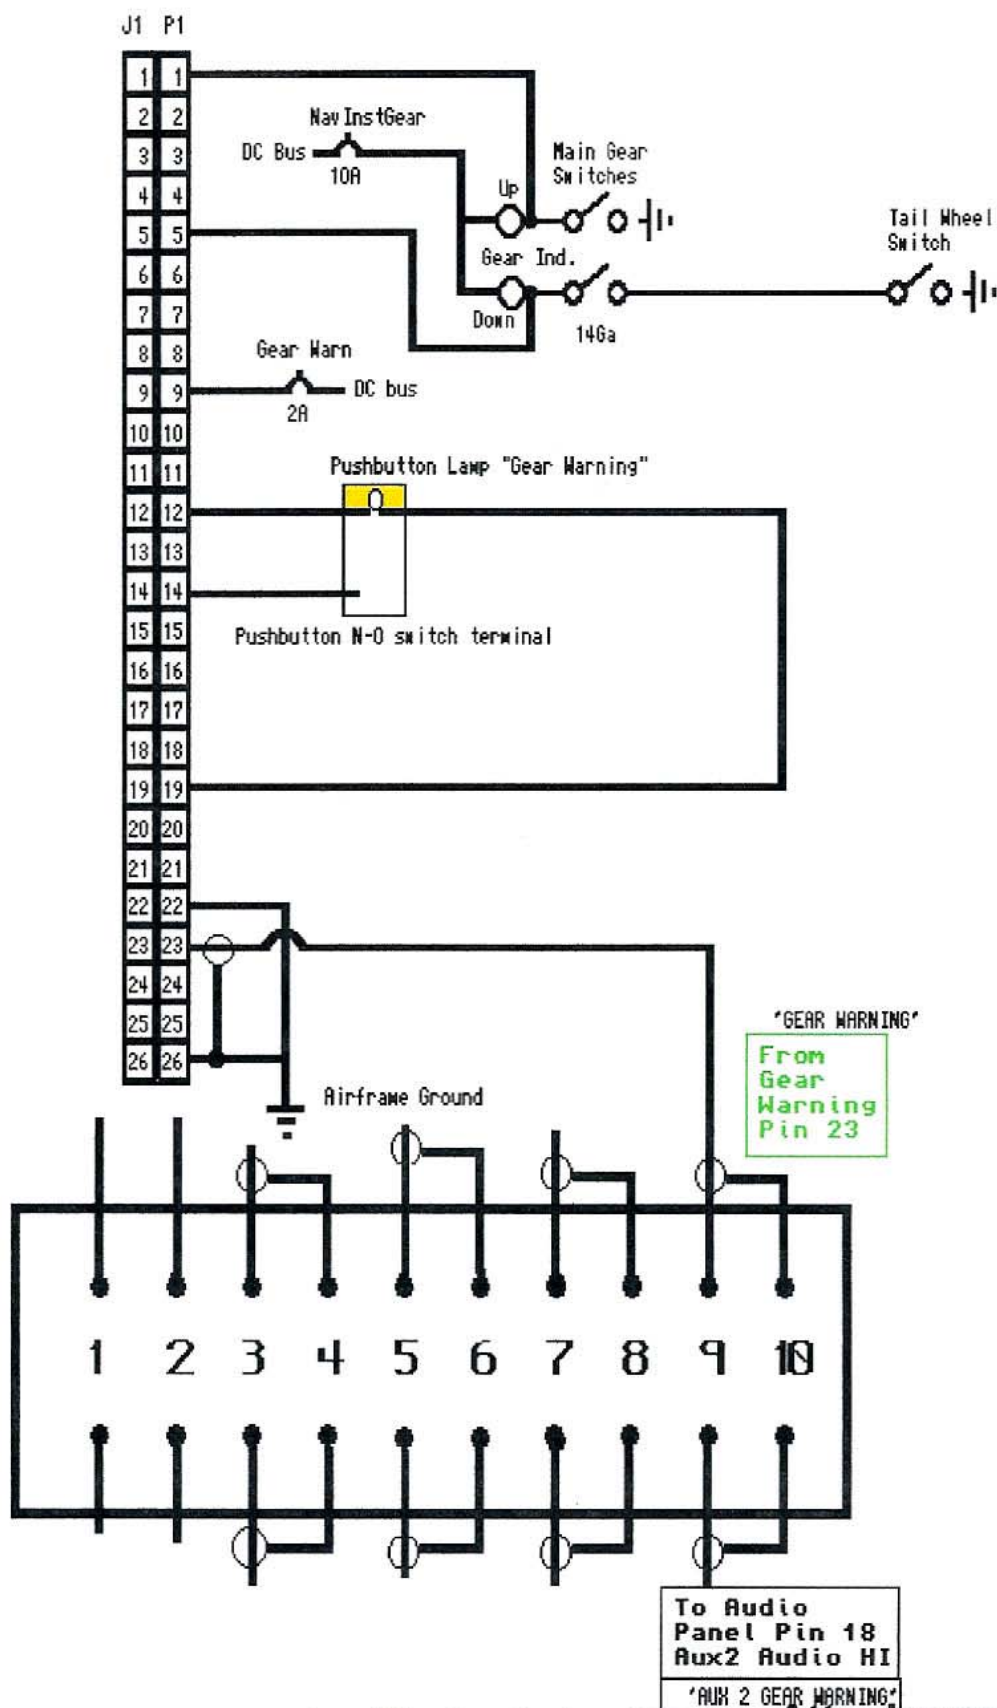 J1 P1
1 1
2 2
3 3
4 4
5 5
6 6
7 7
8 8
9 9
10 10
11 11
12 12
13 13
14 14
15 15
16 16
17 17
18 18
19 19
20 20
21 21
22 22
23 23
24 24
25 25
26 26
NavInstGear
DC Bus
10A
Main Gear
Switches
Up
Tail Wheel
Switch
Gear Ind.
Down
14Ga
Gear Warn
DC bus
2A
Pushbutton Lamp "Gear Warning"
Pushbutton N-O switch terminal
'GEAR WARNING'
From
Gear
Warning
Pin 23
Airframe Ground
1 2 3 4 5 6 7 8 9 10
To Audio
Panel Pin 18
Aux2 Audio HI
'AUX 2 GEAR WARNING'